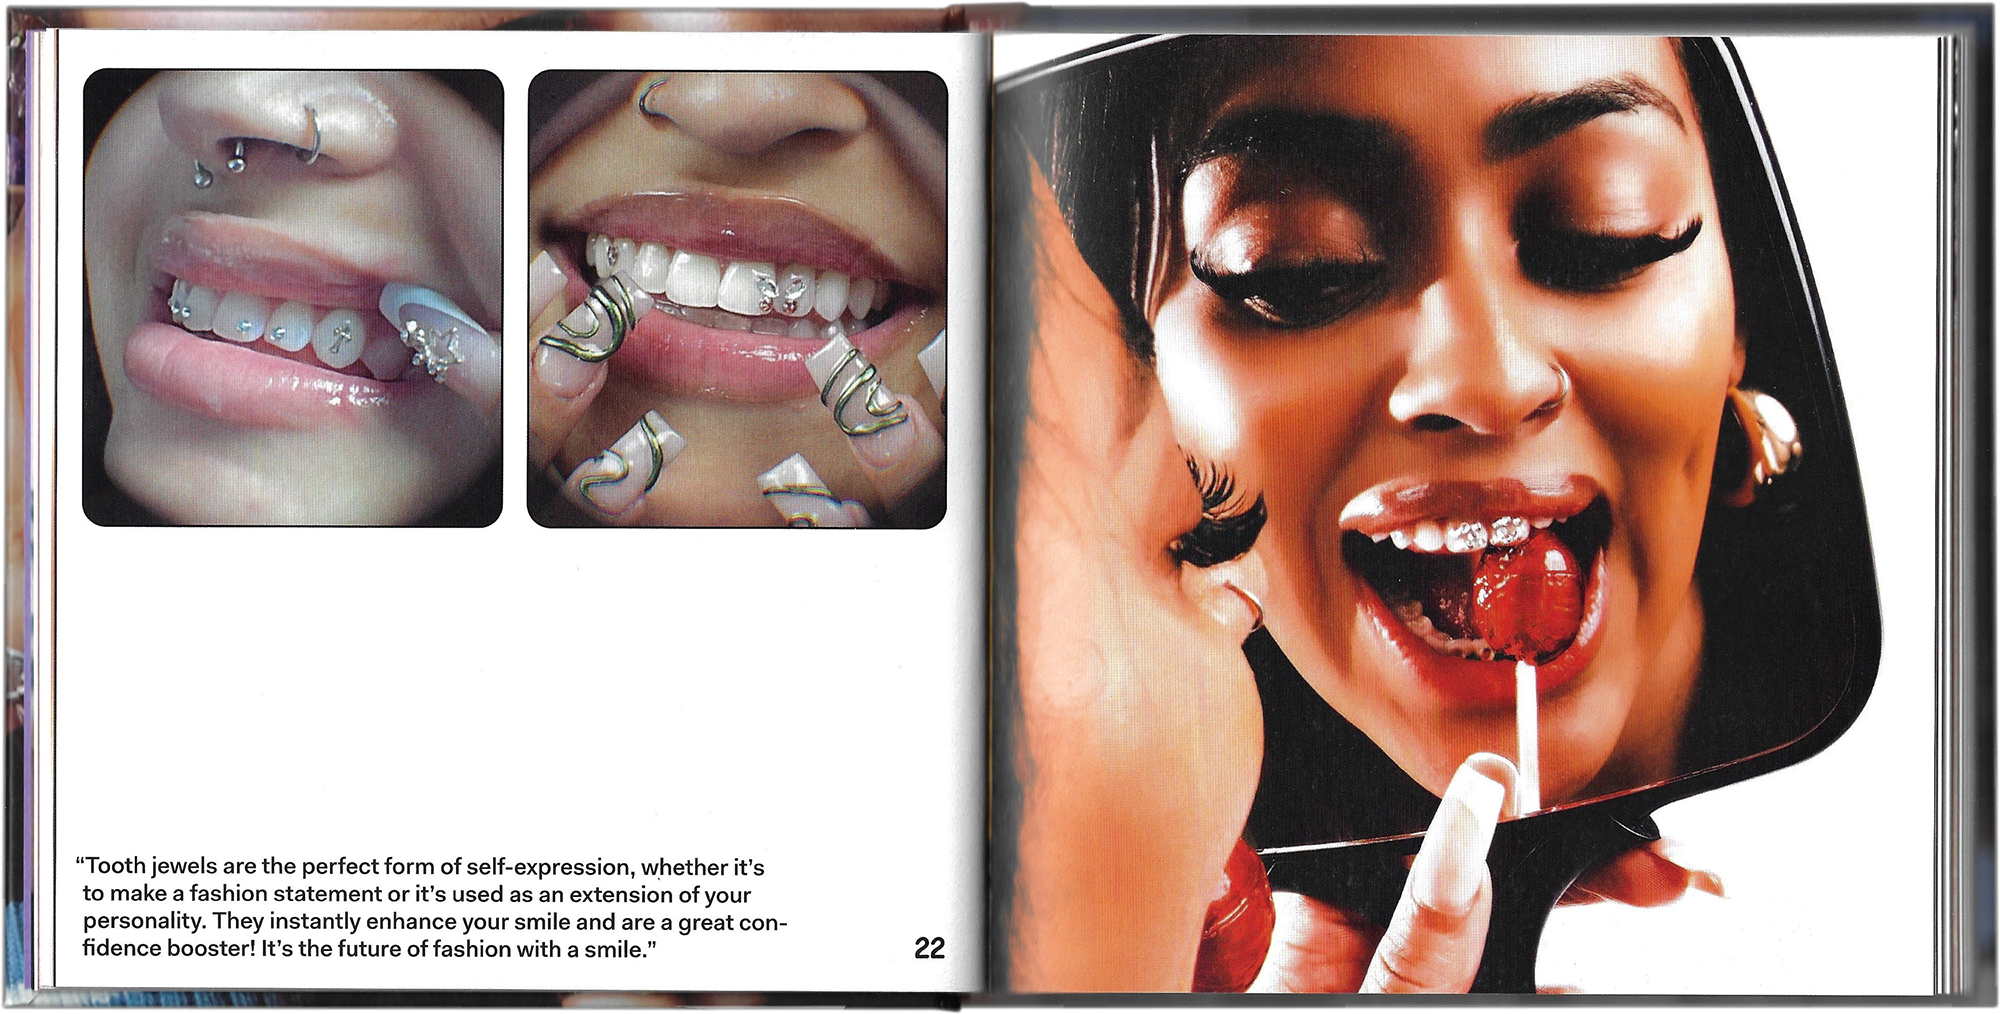 “Tooth jewels are the perfect form of self-expression, whether it’s
to make a fashion statement or it’s used as an extension of your
personality. They instantly enhance your smile and are a great con-
fidence booster! It’s the future of fashion with a smile.”
22